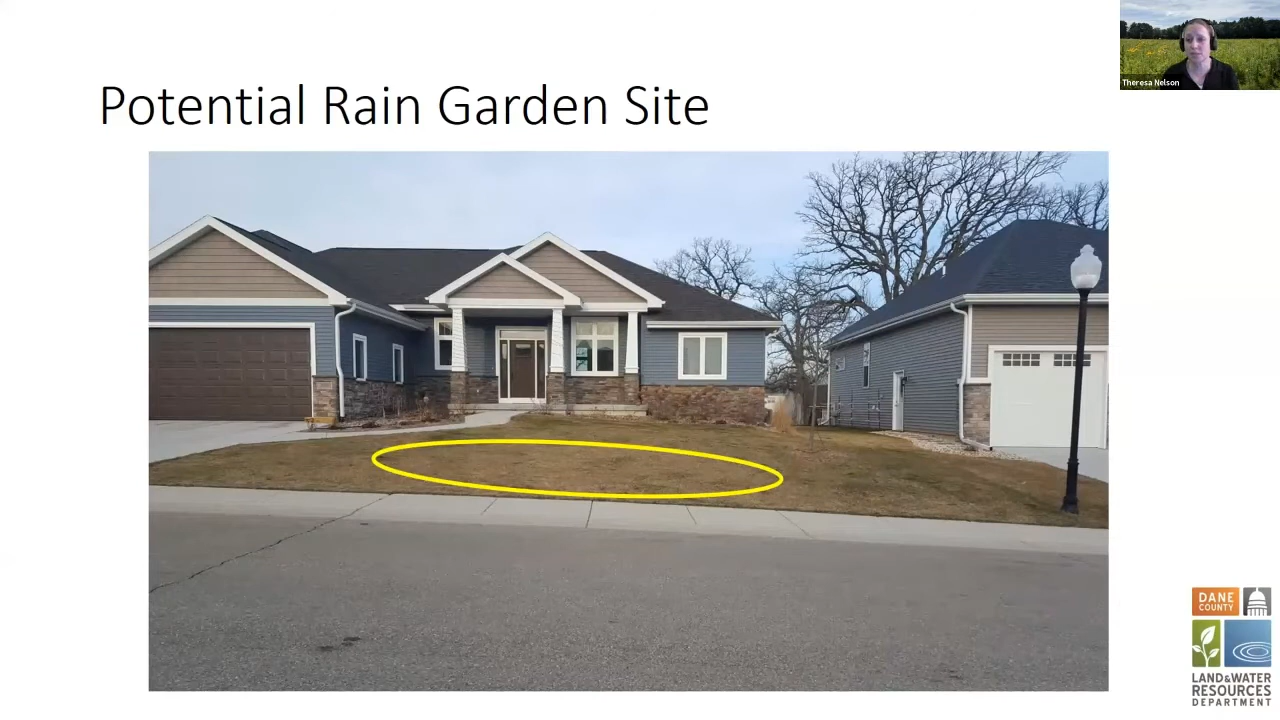 Theresa Nelson
Potential Rain Garden Site
DANE
COUNTY
LAND&WATER
RESOURCES
DEPARTMENT